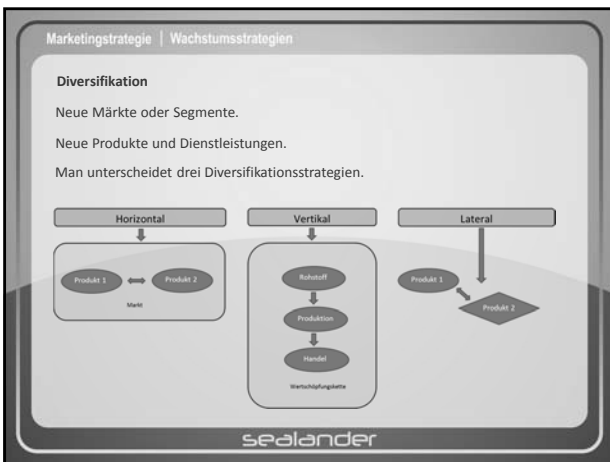 Marketingstrategie | Wachstumsstrategien
Diversifikation
Neue Märkte oder Segmente.
Neue Produkte und Dienstleistungen.
Man unterscheidet drei Diversifikationsstrategien.
Horizontal
Produkt 1
Produkt 2
Markt
Vertikal
Rohstoff
Produktion
Handel
Wertschöpfungskette
Lateral
Produkt 1
Produkt 2
sealander